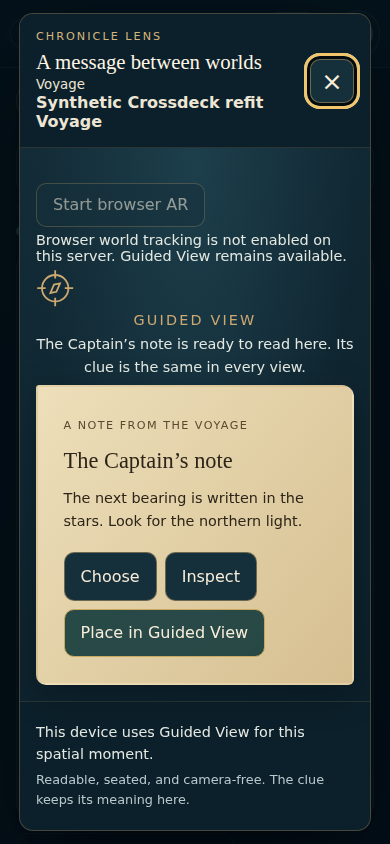 CHRONICLE LENS
A message between worlds
Voyage
Synthetic Crossdeck refit
Voyage
Start browser AR
Browser world tracking is not enabled on
this server. Guided View remains available.
GUIDED VIEW
The Captain’s note is ready to read here. Its
clue is the same in every view.
A NOTE FROM THE VOYAGE
The Captain’s note
The next bearing is written in the
stars. Look for the northern light.
Choose
Inspect
Place in Guided View
This device uses Guided View for this
spatial moment.
Readable, seated, and camera-free. The clue
keeps its meaning here.